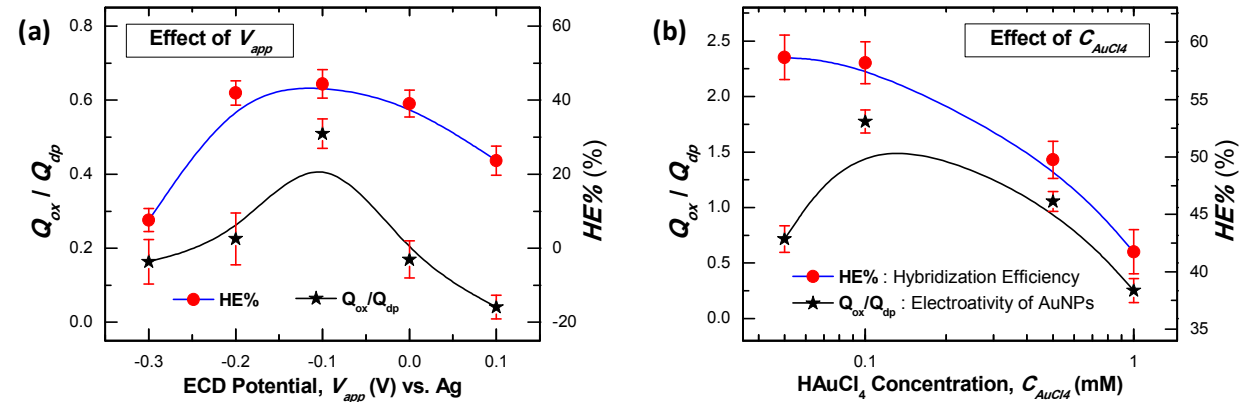 (a)
Effect of V_app
0.8
0.6
0.4
0.2
0.0
Q_ox / Q_dp
60
40
20
0
-20
HE% (%)
HE%
Q_ox/Q_dp
-0.3 -0.2 -0.1 0.0 0.1
ECD Potential, V_app (V) vs. Ag
(b)
Effect of C_AuCl4
2.5
2.0
1.5
1.0
0.5
0.0
Q_ox / Q_dp
60
55
50
45
40
35
HE% (%)
HE% : Hybridization Efficiency
Q_ox/Q_dp : Electroativity of AuNPs
0.1 1
HAuCl_4 Concentration, C_AuCl4 (mM)